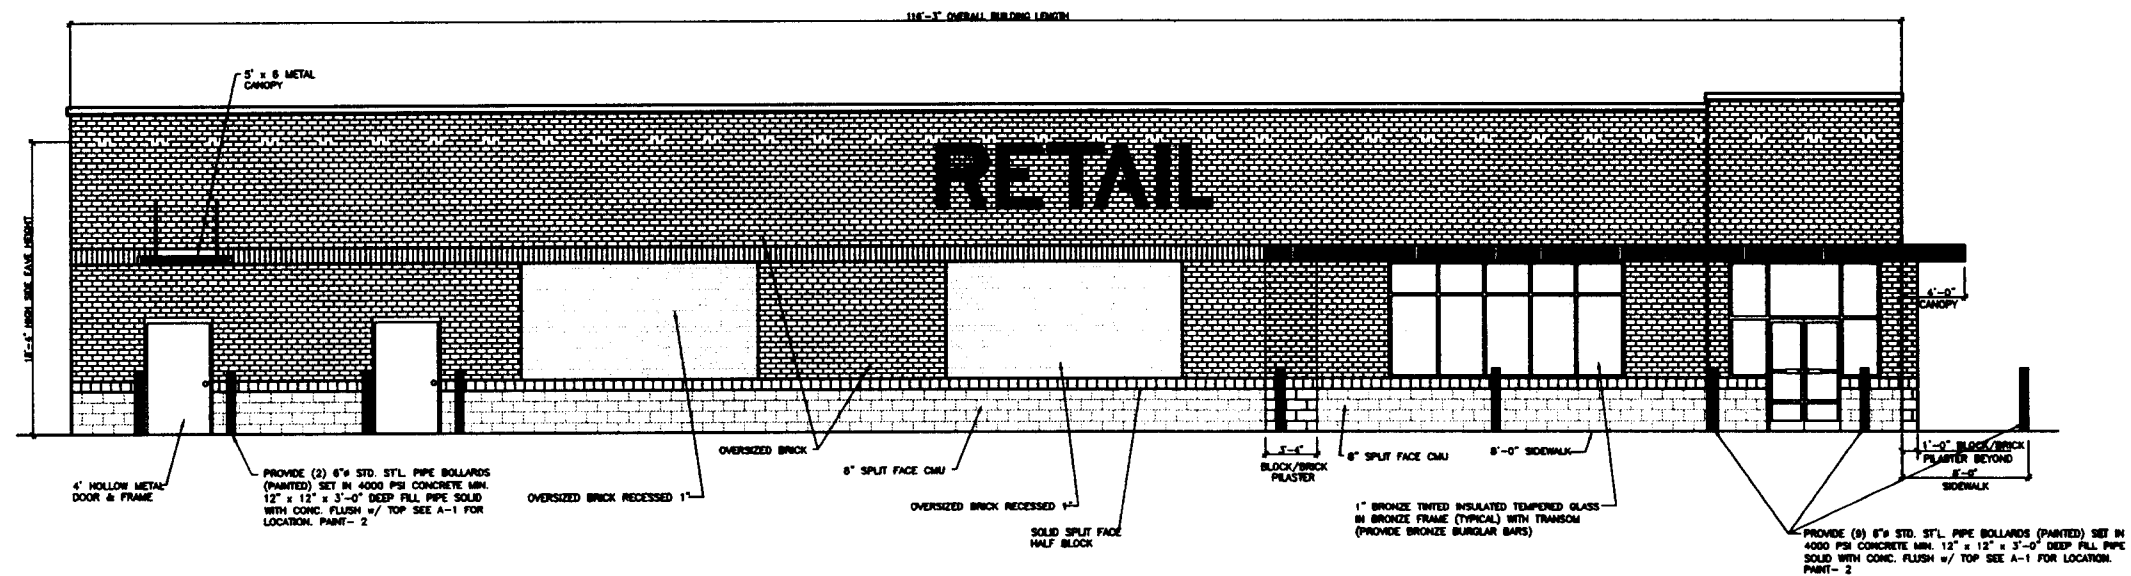 116'-3" OVERALL BUILDING LENGTH
5' x 6 METAL
CANOPY
RETAIL
18'-4" HIGH SIDE EAVE HEIGHT
4'-0"
CANOPY
4' HOLLOW METAL
DOOR & FRAME
PROVIDE (2) 6"ø STD. ST'L. PIPE BOLLARDS
(PAINTED) SET IN 4000 PSI CONCRETE MIN.
12" x 12" x 3'-0" DEEP FILL PIPE SOLID
WITH CONC. FLUSH w/ TOP SEE A-1 FOR
LOCATION. PAINT- 2
OVERSIZED BRICK RECESSED 1"
OVERSIZED BRICK
8" SPLIT FACE CMU
OVERSIZED BRICK RECESSED 1"
SOLID SPLIT FACE
HALF BLOCK
BLOCK/BRICK
PILASTER
8" SPLIT FACE CMU
8'-0" SIDEWALK
1" BRONZE TINTED INSULATED TEMPERED GLASS
IN BRONZE FRAME (TYPICAL) WITH TRANSOM
(PROVIDE BRONZE BURGLAR BARS)
1'-0" BLOCK/BRICK
PILASTER BEYOND
SIDEWALK
PROVIDE (9) 6"ø STD. ST'L. PIPE BOLLARDS (PAINTED) SET IN
4000 PSI CONCRETE MIN. 12" x 12" x 3'-0" DEEP FILL PIPE
SOLID WITH CONC. FLUSH w/ TOP SEE A-1 FOR LOCATION.
PAINT- 2